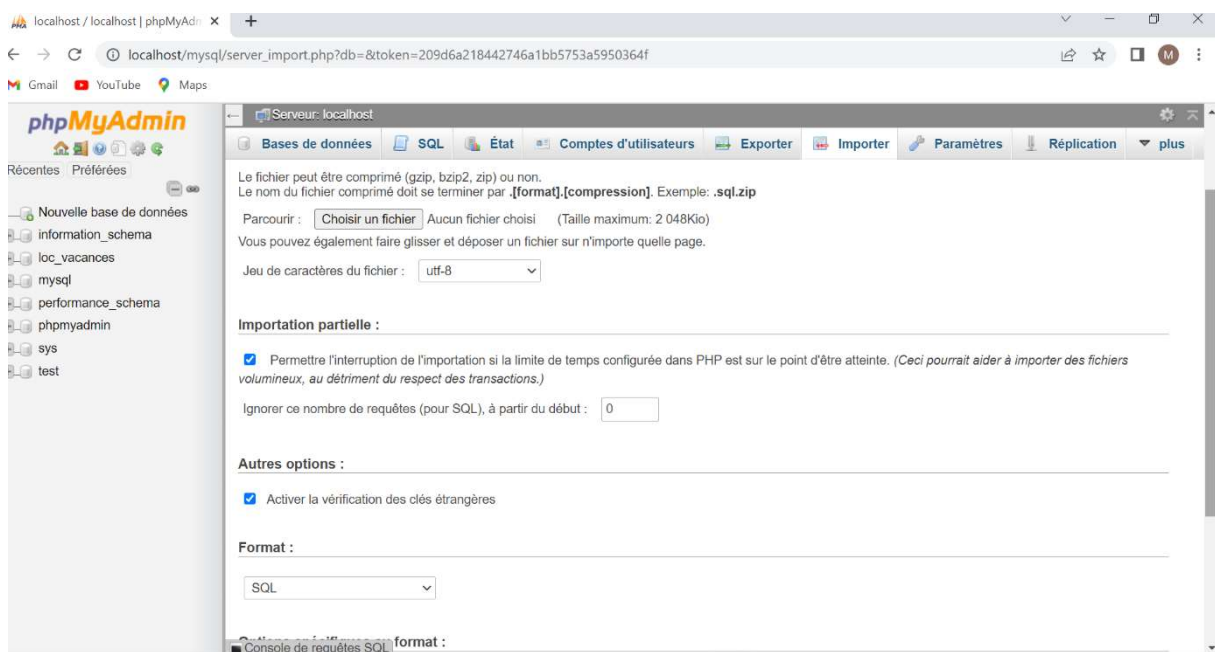 localhost / localhost | phpMyAdn
localhost/mysql/server_import.php?db=&token=209d6a218442746a1bb5753a5950364f
M
Gmail YouTube Maps
phpMyAdmin
Récentes Préférées
Nouvelle base de données
information_schema
loc_vacances
mysql
performance_schema
phpmyadmin
sys
test
Serveur: localhost
Bases de données SQL État Comptes d'utilisateurs Exporter Importer Paramètres Réplication plus
Le fichier peut être comprimé (gzip, bzip2, zip) ou non.
Le nom du fichier comprimé doit se terminer par .[format].[compression]. Exemple: .sql.zip
Parcourir : Choisir un fichier Aucun fichier choisi (Taille maximum: 2 048Kio)
Vous pouvez également faire glisser et déposer un fichier sur n'importe quelle page.
Jeu de caractères du fichier : utf-8
Importation partielle :
Permettre l'interruption de l'importation si la limite de temps configurée dans PHP est sur le point d'être atteinte. (Ceci pourrait aider à importer des fichiers
volumineux, au détriment du respect des transactions.)
Ignorer ce nombre de requêtes (pour SQL), à partir du début : 0
Autres options :
Activer la vérification des clés étrangères
Format :
SQL
format :
Console de requêtes SQL